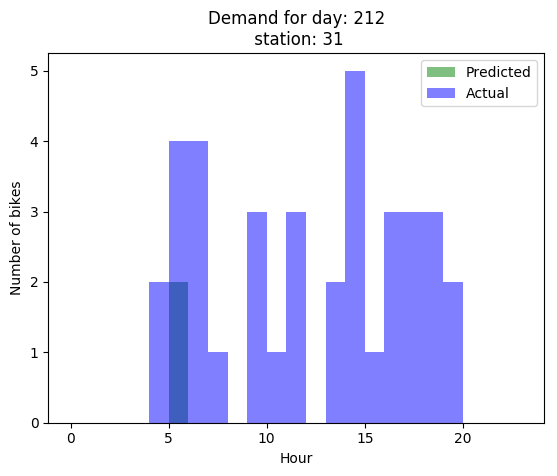 Demand for day: 212
station: 31
Predicted
Actual
Number of bikes
5
4
3
2
1
0
0 5 10 15 20
Hour